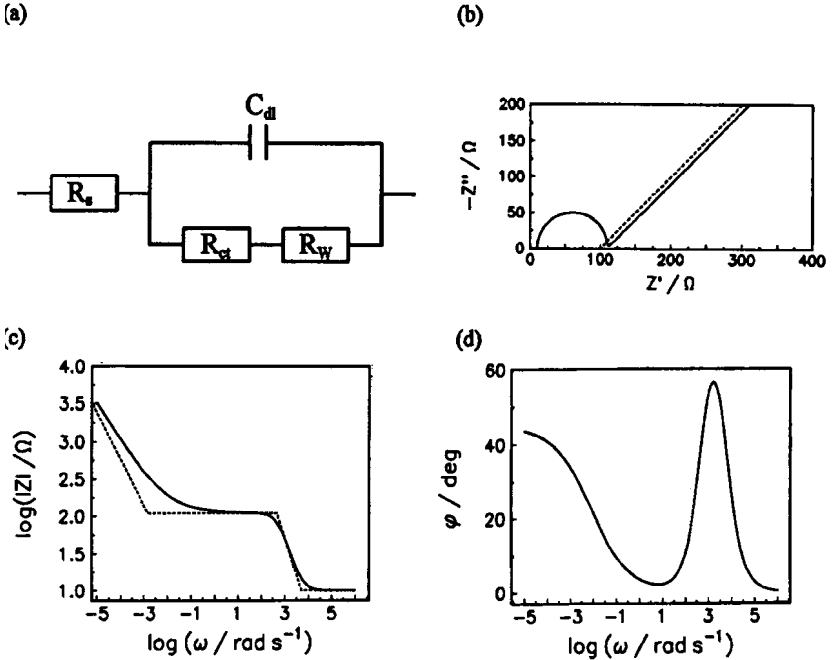 (a)
C_dl
R_s
R_ct
R_W
(b)
-Z'' / Ω
200
150
100
50
0
0 100 200 300 400
Z' / Ω
(c)
log(|Z| / Ω)
4.0
3.5
3.0
2.5
2.0
1.5
1.0
-5 -3 -1 1 3 5
log (ω / rad s⁻¹)
(d)
φ / deg
60
40
20
0
-5 -3 -1 1 3 5
log (ω / rad s⁻¹)